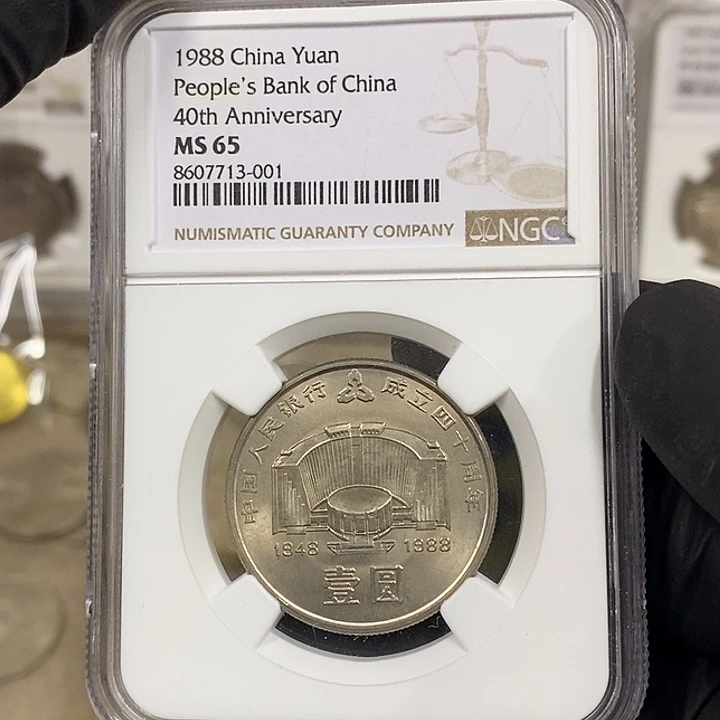 1988 China Yuan
People's Bank of China
40th Anniversary
MS 65
8607713-001
NUMISMATIC GUARANTY COMPANY
NGC
中国人民银行 成立四十周年
1948 1988
壹圆